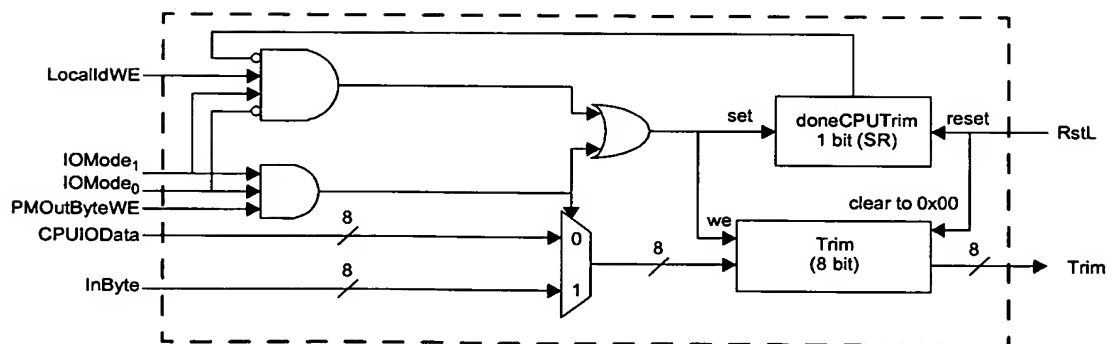 LocalIdWE
IOMode1
IOMode0
PMOutByteWE
CPUIOData
InByte
8
8
0
1
8
set
we
doneCPUTrim
1 bit (SR)
reset
RstL
clear to 0x00
Trim
(8 bit)
8
Trim